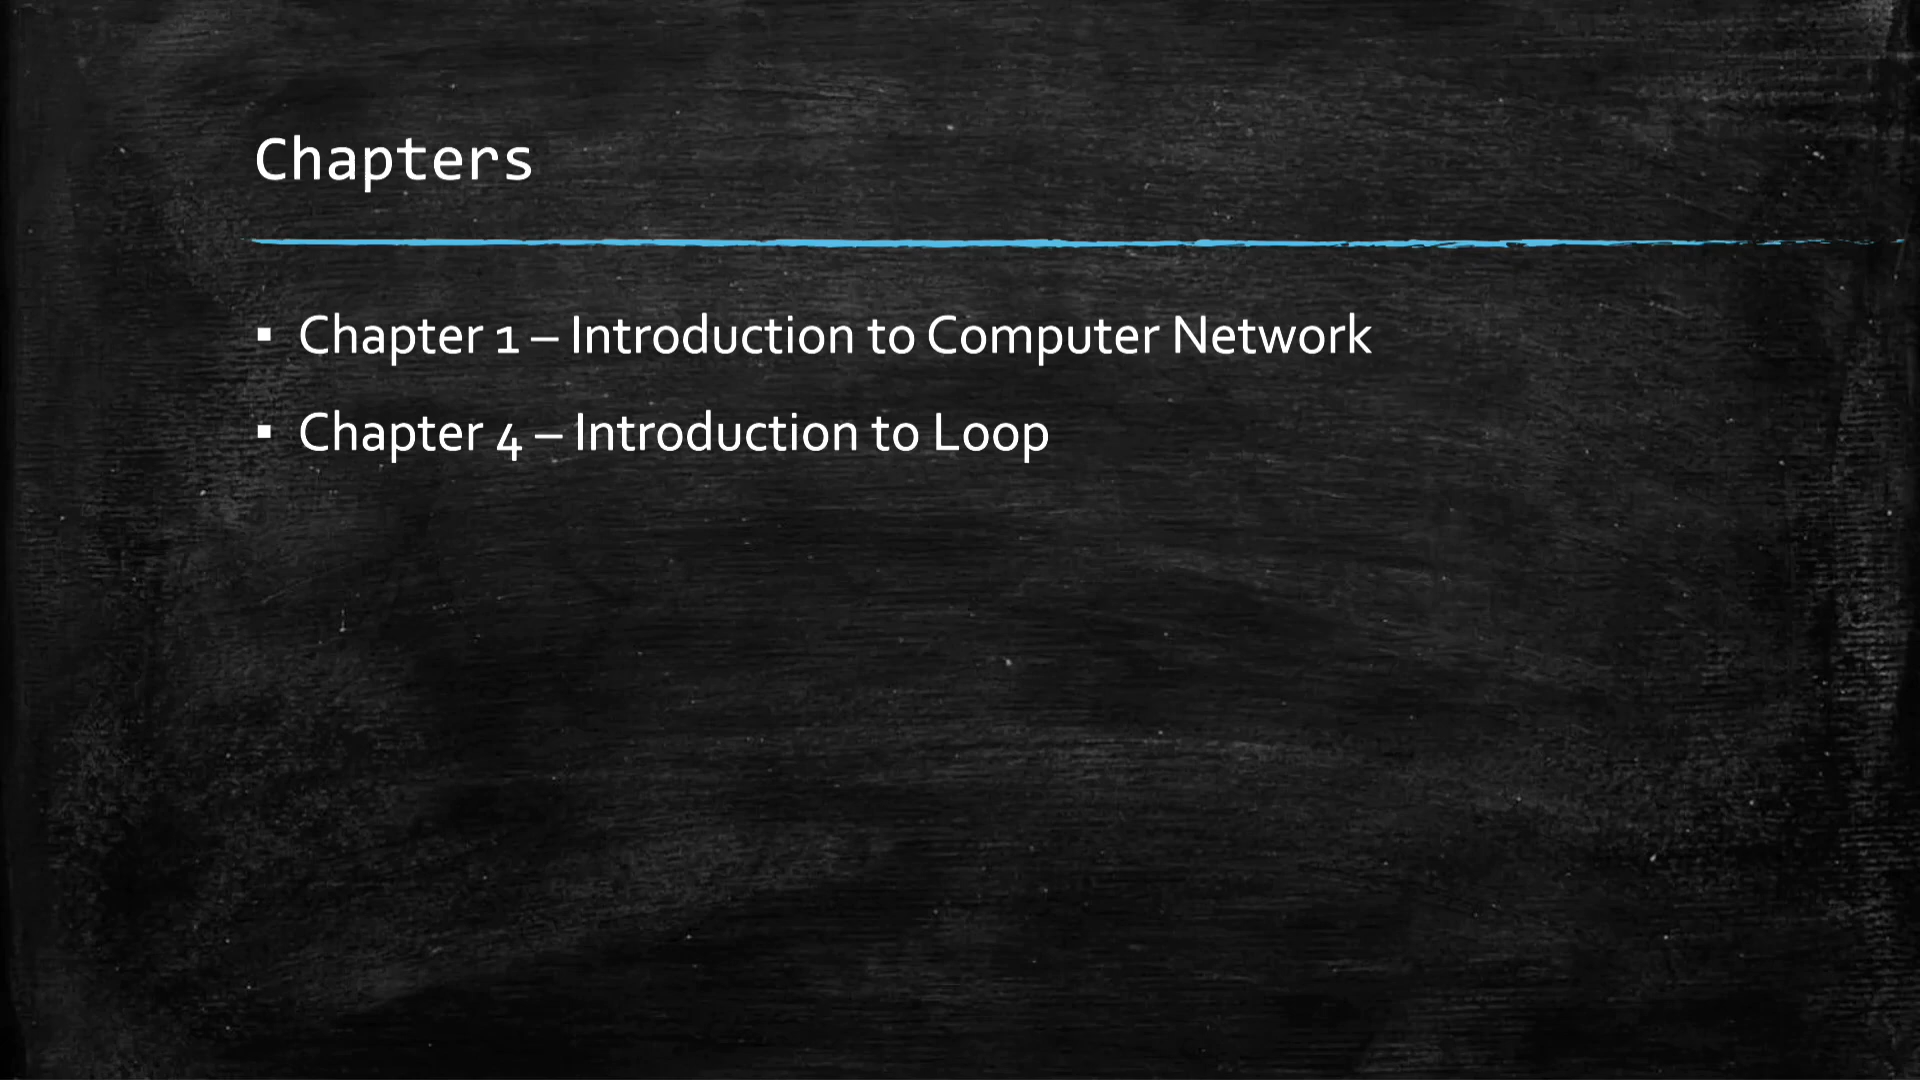 Chapters
▪ Chapter 1 – Introduction to Computer Network
▪ Chapter 4 – Introduction to Loop